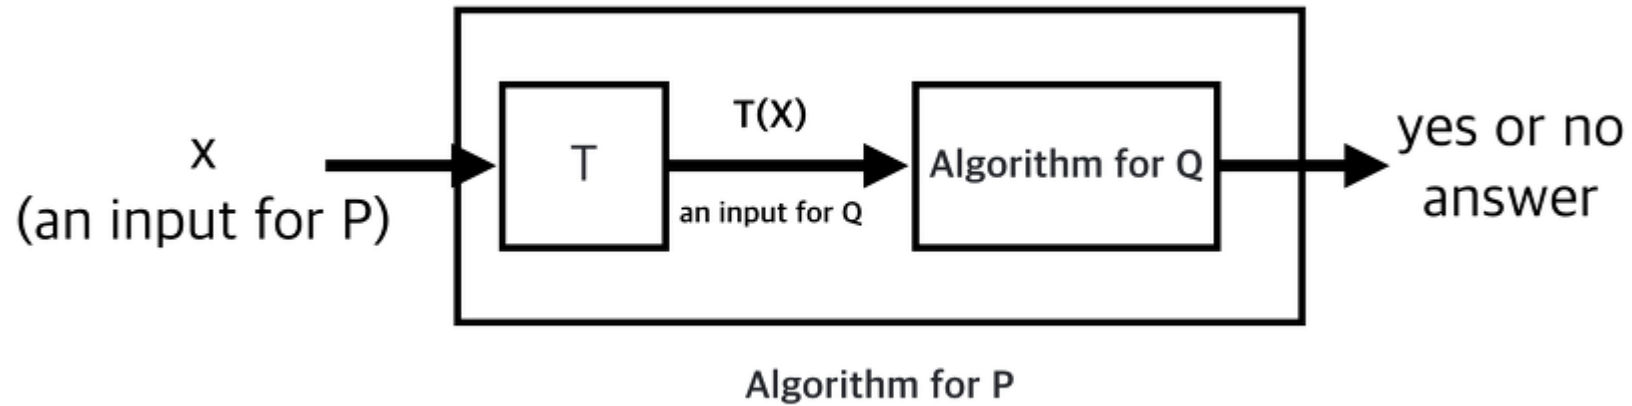 x
(an input for P)
T
T(X)
an input for Q
Algorithm for Q
yes or no
answer
Algorithm for P